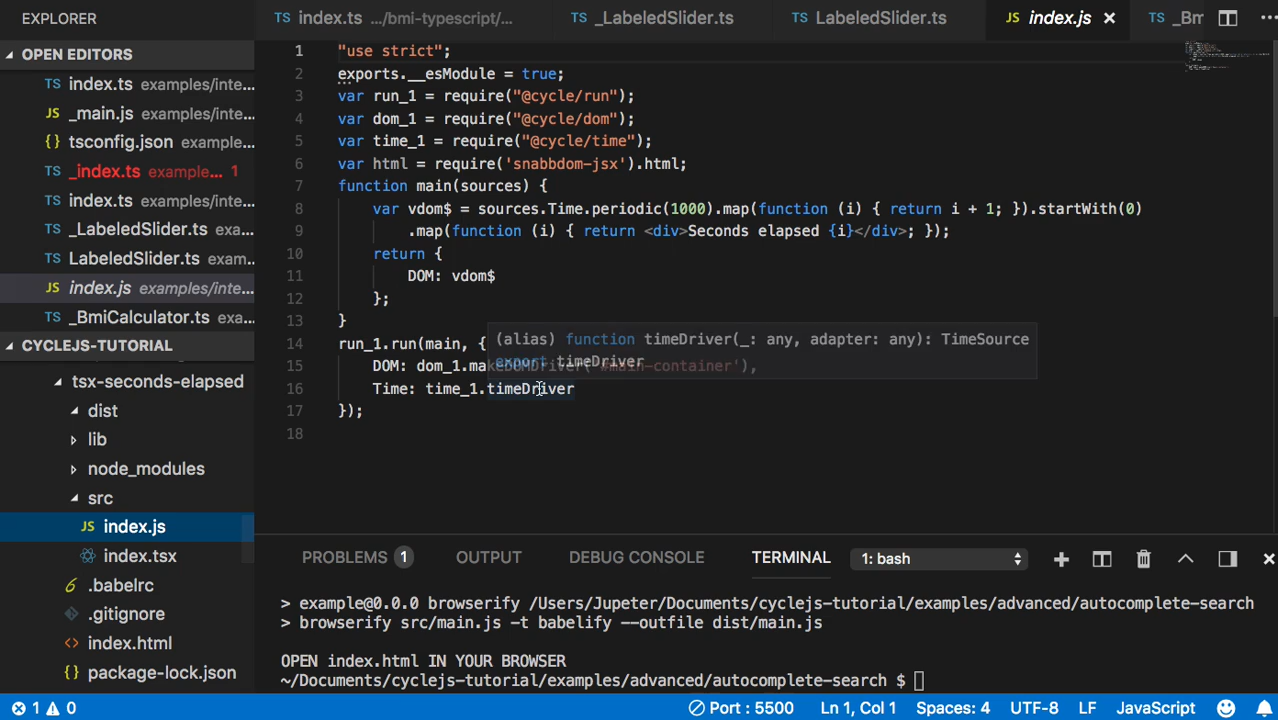 EXPLORER
index.ts .../bmi-typescript/...
TS _LabeledSlider.ts
TS LabeledSlider.ts
JS index.js ×
TS _Bm
OPEN EDITORS
TS index.ts examples/inte...
JS _main.js example...
{} tsconfig.json example...
TS _index.ts example... 1
TS index.ts examples/inte...
TS _LabeledSlider.ts exa...
TS LabeledSlider.ts exam...
JS index.js examples/inte...
TS _BmiCalculator.ts exa...
CYCLEJS-TUTORIAL
tsx-seconds-elapsed
dist
lib
node_modules
src
JS index.js
index.tsx
.babelrc
.gitignore
index.html
{} package-lock.json
1 "use strict";
2 exports.__esModule = true;
3 var run_1 = require("@cycle/run");
4 var dom_1 = require("@cycle/dom");
5 var time_1 = require("@cycle/time");
6 var html = require('snabbdom-jsx').html;
7 function main(sources) {
8 var vdom$ = sources.Time.periodic(1000).map(function (i) { return i + 1; }).startWith(0)
9 .map(function (i) { return <div>Seconds elapsed {i}</div>; });
10 return {
11 DOM: vdom$
12 };
13 }
14 run_1.run(main, {
(alias) function timeDriver(_: any, adapter: any): TimeSource
export timeDriver
15 DOM: dom_1.makeDOMDriver('#main-container'),
16 Time: time_1.timeDriver
17 });
18
PROBLEMS 1 OUTPUT DEBUG CONSOLE TERMINAL 1: bash
> example@0.0.0 browserify /Users/Jupeter/Documents/cyclejs-tutorial/examples/advanced/autocomplete-search
> browserify src/main.js -t babelify --outfile dist/main.js
OPEN index.html IN YOUR BROWSER
~/Documents/cyclejs-tutorial/examples/advanced/autocomplete-search $
1 0 Port : 5500 Ln 1, Col 1 Spaces: 4 UTF-8 LF JavaScript